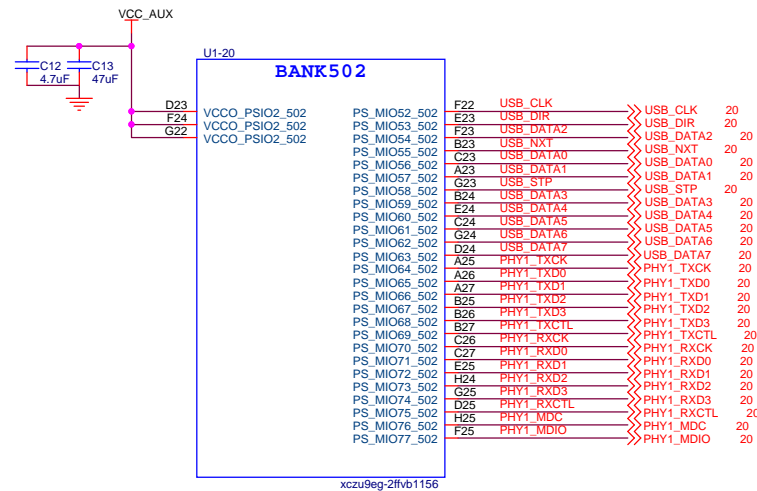 VCC_AUX
U1-20
BANK502
C12 C13
4.7uF 47uF
D23 VCCO_PSIO2_502 PS_MIO52_502 F22 USB_CLK USB_CLK 20
F24 VCCO_PSIO2_502 PS_MIO53_502 E23 USB_DIR USB_DIR 20
G22 VCCO_PSIO2_502 PS_MIO54_502 F23 USB_DATA2 USB_DATA2 20
PS_MIO55_502 B23 USB_NXT USB_NXT 20
PS_MIO56_502 C23 USB_DATA0 USB_DATA0 20
PS_MIO57_502 A23 USB_DATA1 USB_DATA1 20
PS_MIO58_502 G23 USB_STP USB_STP 20
PS_MIO59_502 B24 USB_DATA3 USB_DATA3 20
PS_MIO60_502 E24 USB_DATA4 USB_DATA4 20
PS_MIO61_502 C24 USB_DATA5 USB_DATA5 20
PS_MIO62_502 G24 USB_DATA6 USB_DATA6 20
PS_MIO63_502 D24 USB_DATA7 USB_DATA7 20
PS_MIO64_502 A25 PHY1_TXCK PHY1_TXCK 20
PS_MIO65_502 A26 PHY1_TXD0 PHY1_TXD0 20
PS_MIO66_502 A27 PHY1_TXD1 PHY1_TXD1 20
PS_MIO67_502 B25 PHY1_TXD2 PHY1_TXD2 20
PS_MIO68_502 B26 PHY1_TXD3 PHY1_TXD3 20
PS_MIO69_502 B27 PHY1_TXCTL PHY1_TXCTL 20
PS_MIO70_502 C26 PHY1_RXCK PHY1_RXCK 20
PS_MIO71_502 C27 PHY1_RXD0 PHY1_RXD0 20
PS_MIO72_502 E25 PHY1_RXD1 PHY1_RXD1 20
PS_MIO73_502 H24 PHY1_RXD2 PHY1_RXD2 20
PS_MIO74_502 G25 PHY1_RXD3 PHY1_RXD3 20
PS_MIO75_502 D25 PHY1_RXCTL PHY1_RXCTL 20
PS_MIO76_502 H25 PHY1_MDC PHY1_MDC 20
PS_MIO77_502 F25 PHY1_MDIO PHY1_MDIO 20
xczu9eg-2ffvb1156